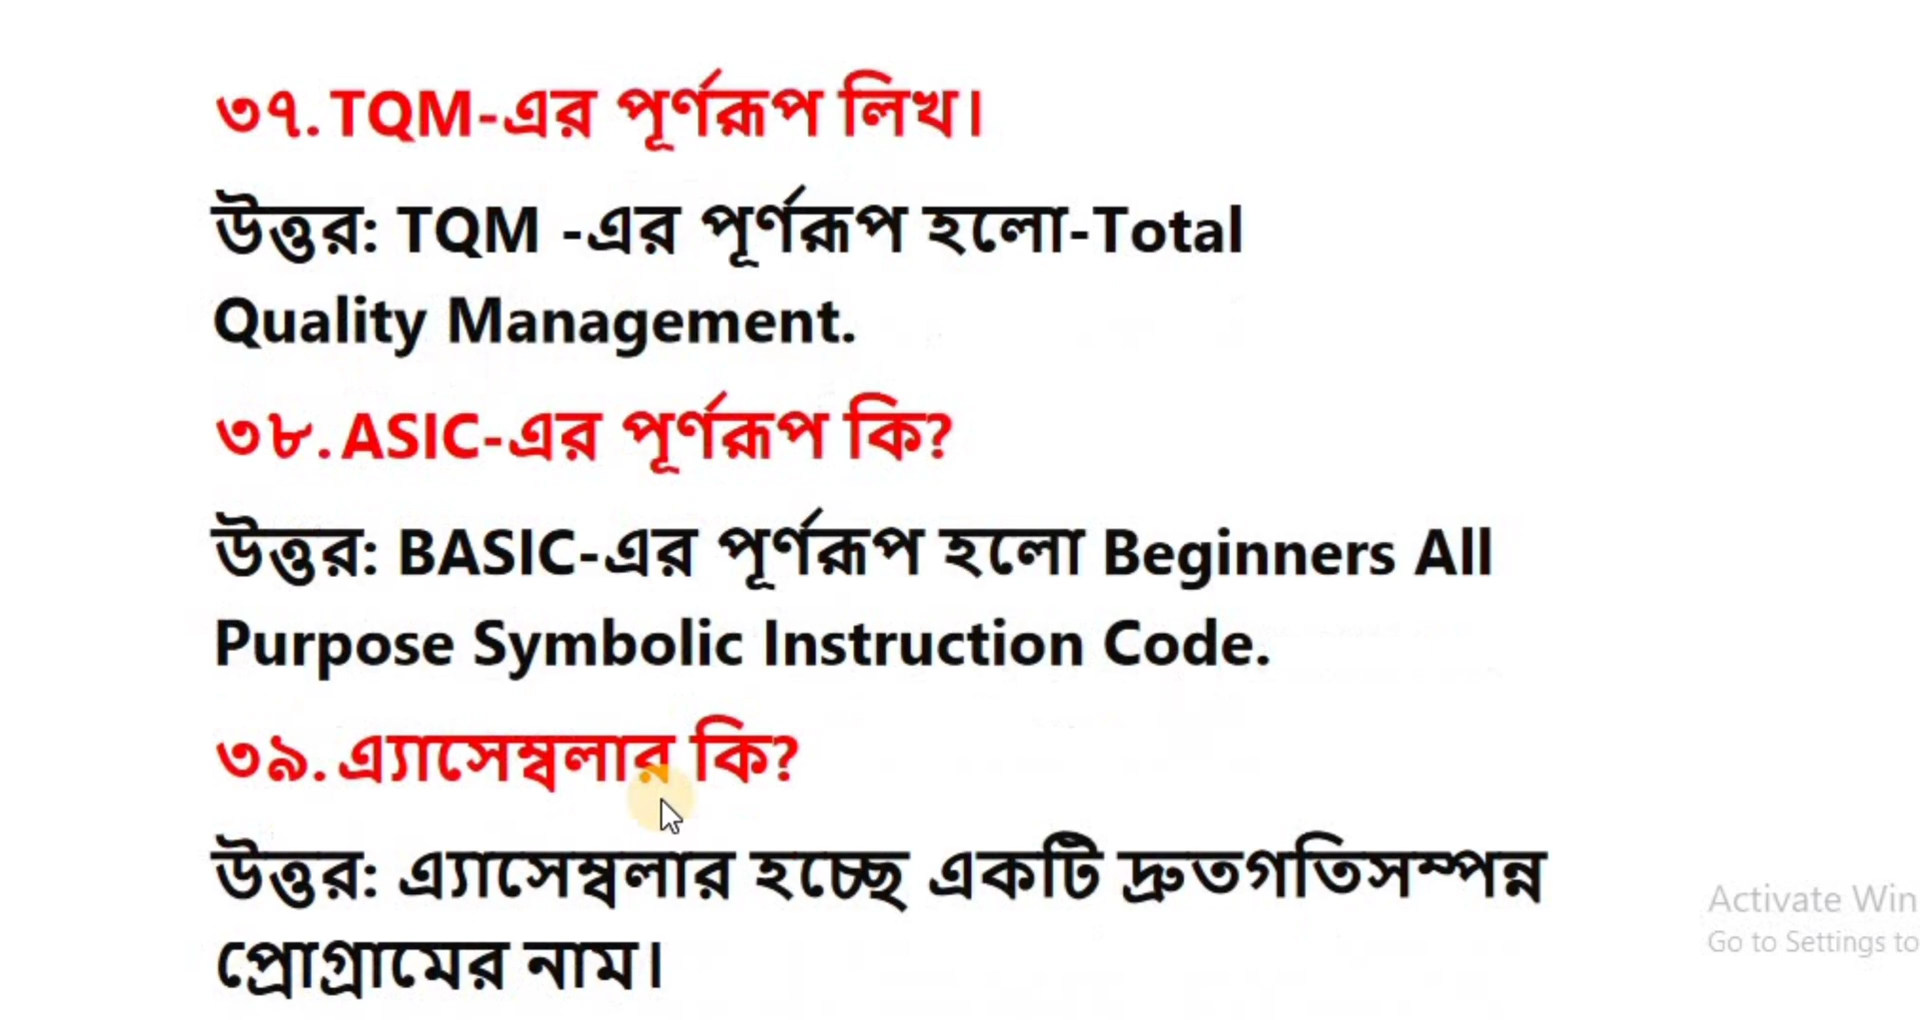 ৩৭. TQM-এর পূর্ণরূপ লিখ।
উত্তর: TQM -এর পূর্ণরূপ হলো-Total
Quality Management.
৩৮. ASIC-এর পূর্ণরূপ কি?
উত্তর: BASIC-এর পূর্ণরূপ হলো Beginners All
Purpose Symbolic Instruction Code.
৩৯. এ্যাসেম্বলার কি?
উত্তর: এ্যাসেম্বলার হচ্ছে একটি দ্রুতগতিসম্পন্ন
প্রোগ্রামের নাম।
Activate Win
Go to Settings to